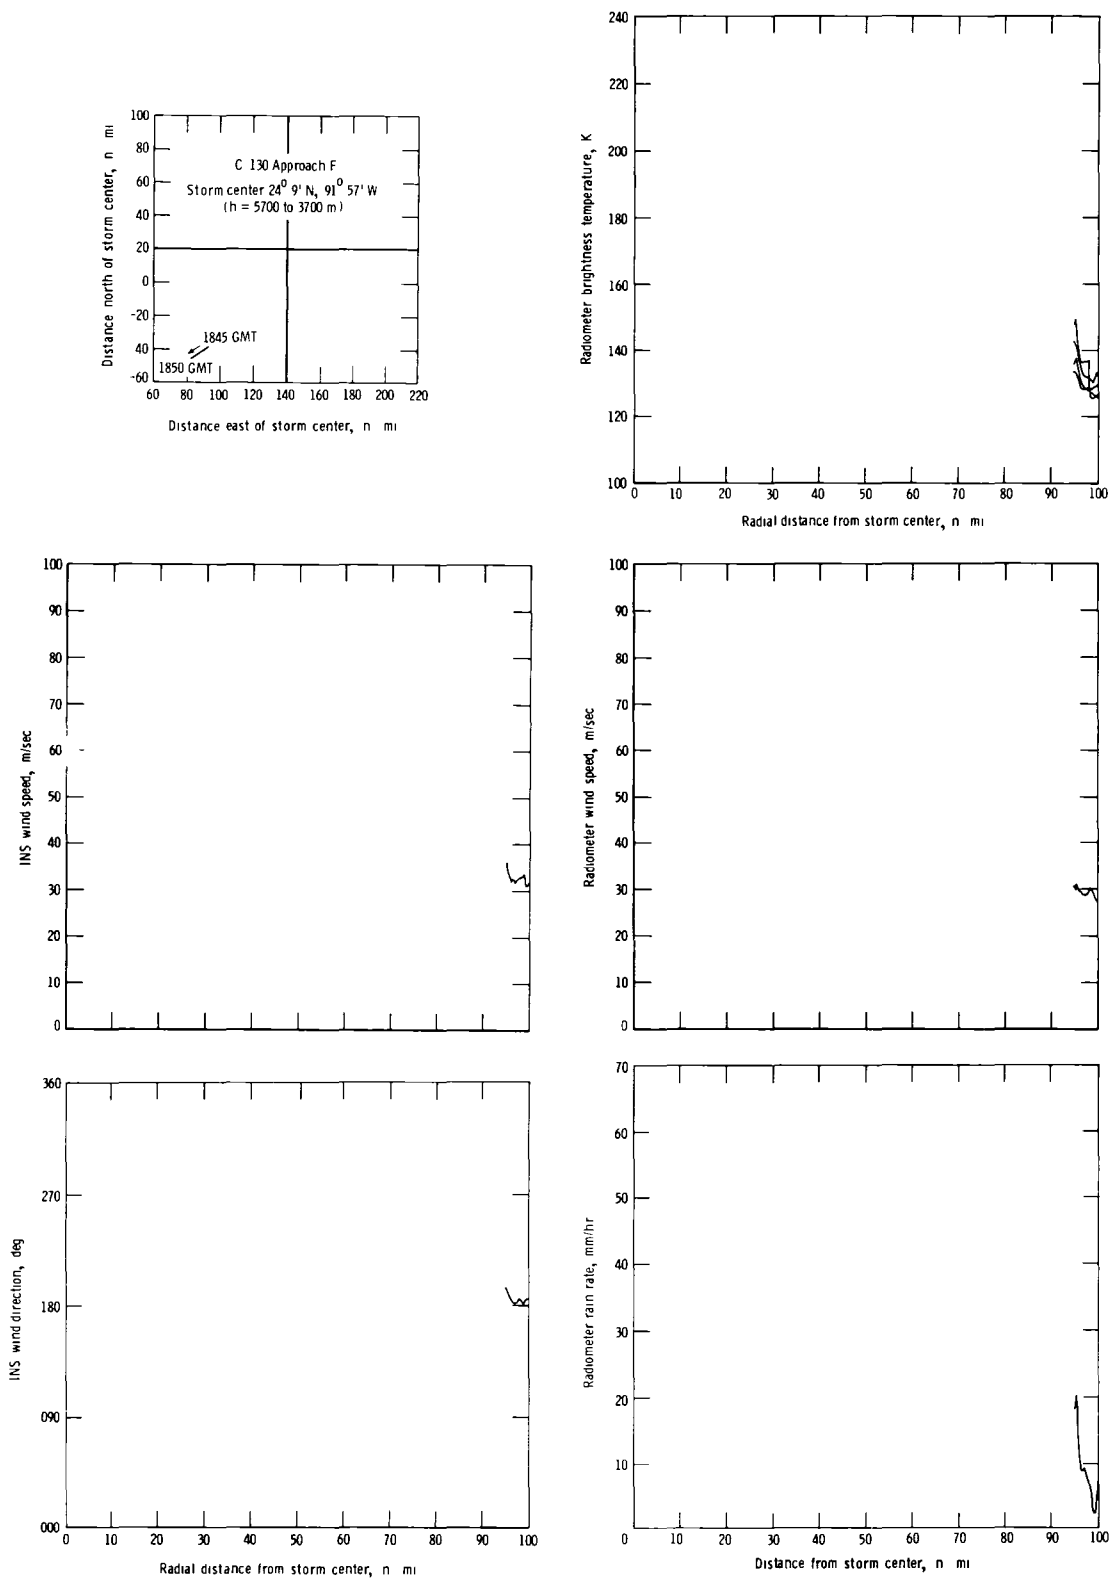 100
80
60
40
20
0
-20
-40
-60
Distance north of storm center, n mi
C 130 Approach F
Storm center 24° 9' N, 91° 57' W
(h = 5700 to 3700 m)
1845 GMT
1850 GMT
60 80 100 120 140 160 180 200 220
Distance east of storm center, n mi
240
220
200
180
160
140
120
100
Radiometer brightness temperature, K
0 10 20 30 40 50 60 70 80 90 100
Radial distance from storm center, n mi
100
90
80
70
60
50
40
30
20
10
0
INS wind speed, m/sec
100
90
80
70
60
50
40
30
20
10
0
Radiometer wind speed, m/sec
360
270
180
090
000
INS wind direction, deg
0 10 20 30 40 50 60 70 80 90 100
Radial distance from storm center, n mi
70
60
50
40
30
20
10
0
Radiometer rain rate, mm/hr
10 20 30 40 50 60 70 80 90 100
Distance from storm center, n mi